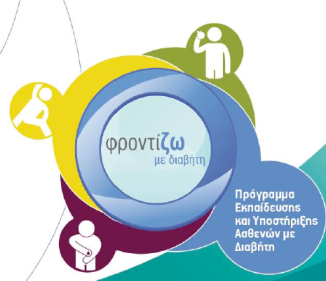 φροντίζω
με διαβήτη
Πρόγραμμα
Εκπαίδευσης
και Υποστήριξης
Ασθενών με
Διαβήτη